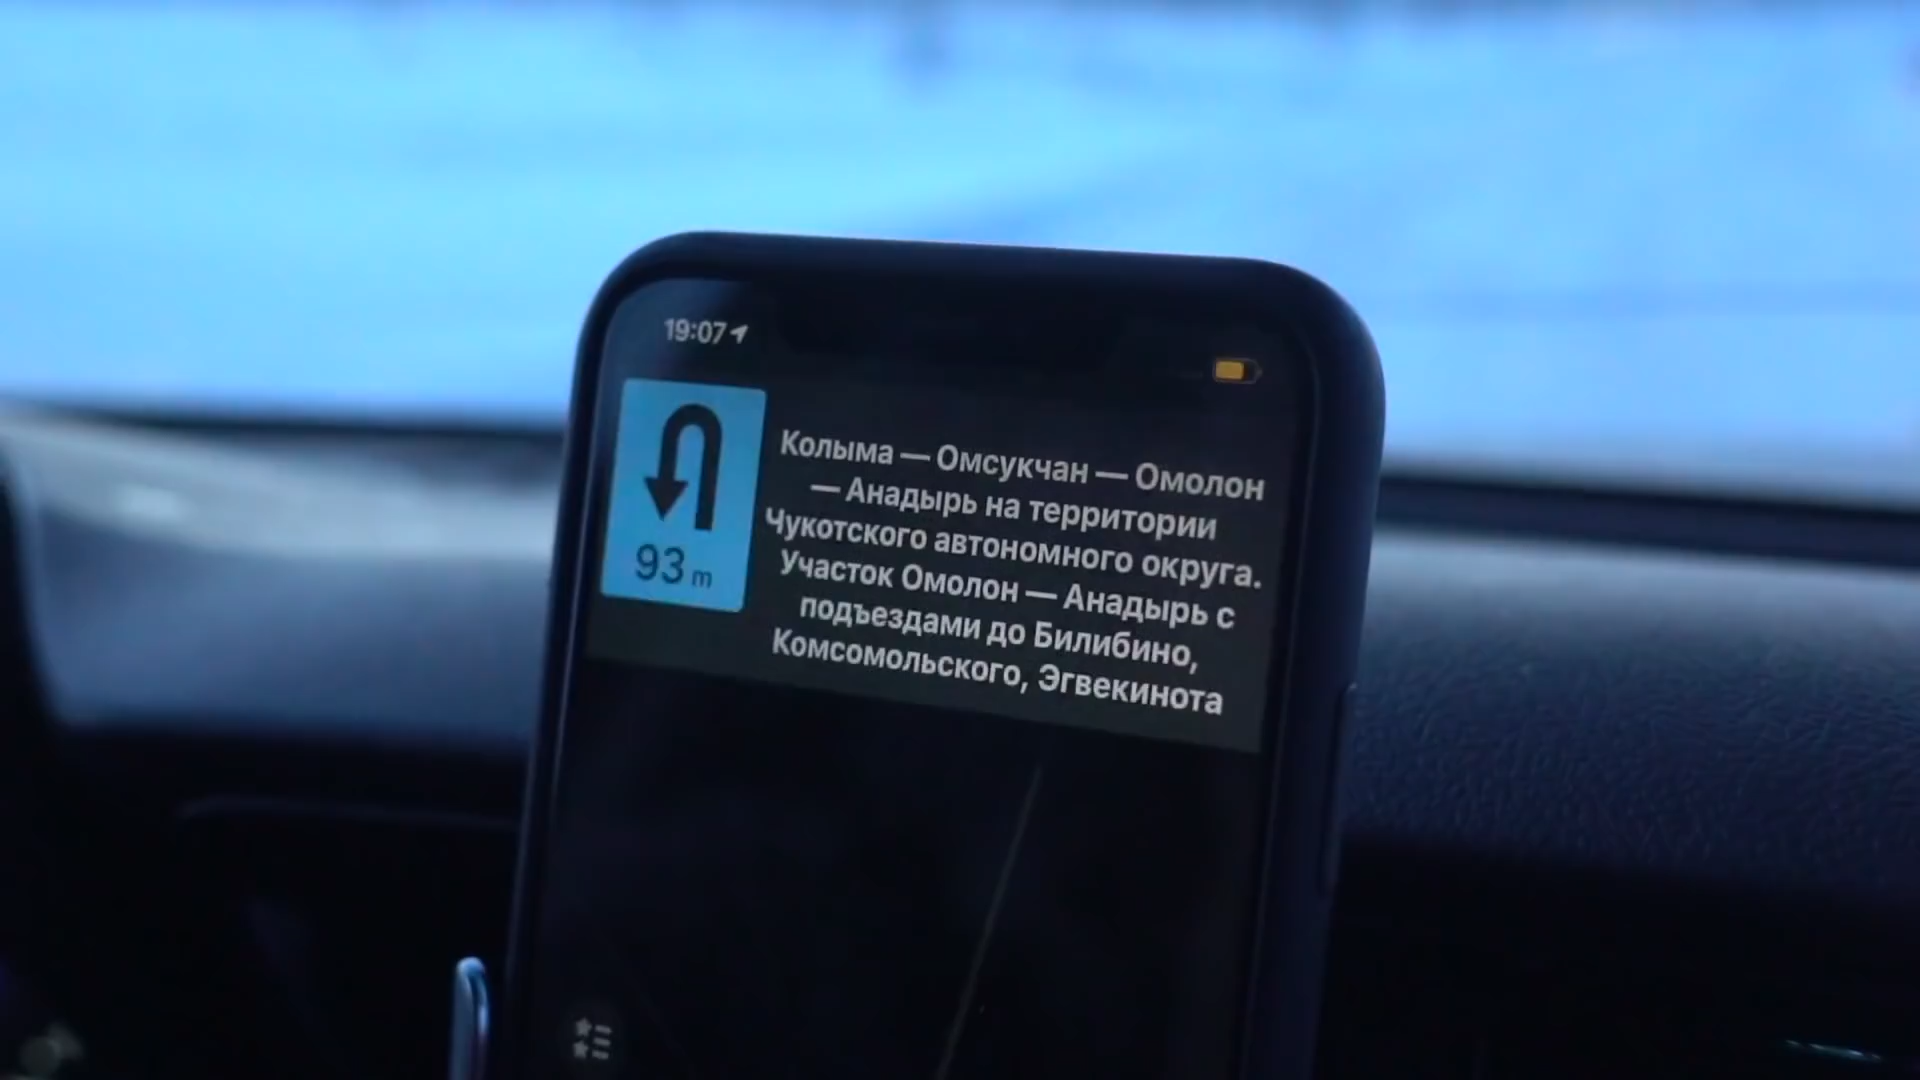 19:07
93 m
Колыма — Омсукчан — Омолон
— Анадырь на территории
Чукотского автономного округа.
Участок Омолон — Анадырь с
подъездами до Билибино,
Комсомольского, Эгвекинота